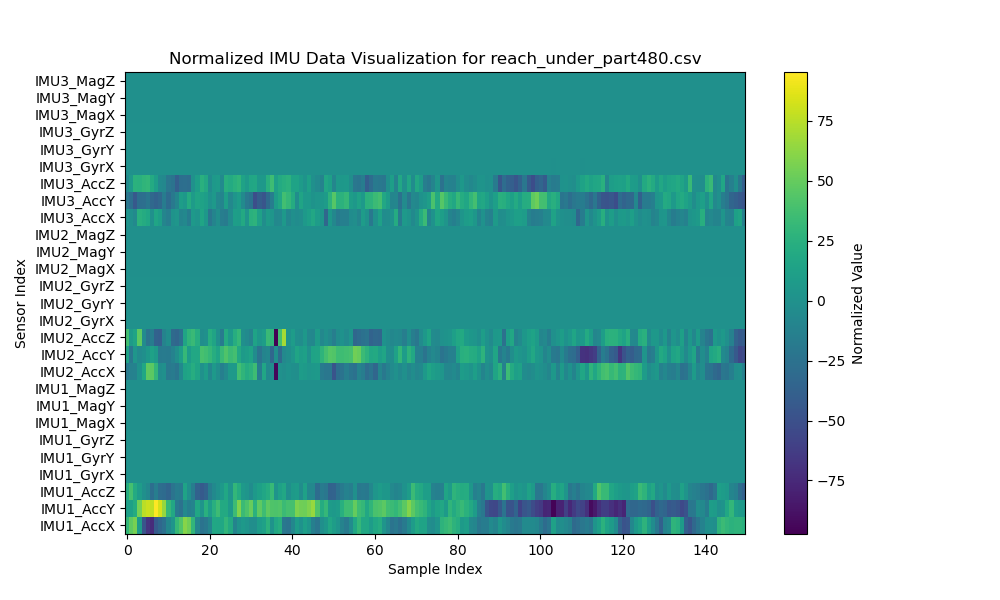 Normalized IMU Data Visualization for reach_under_part480.csv
IMU3_MagZ
IMU3_MagY
IMU3_MagX
IMU3_GyrZ
IMU3_GyrY
IMU3_GyrX
IMU3_AccZ
IMU3_AccY
IMU3_AccX
IMU2_MagZ
IMU2_MagY
IMU2_MagX
IMU2_GyrZ
IMU2_GyrY
IMU2_GyrX
IMU2_AccZ
IMU2_AccY
IMU2_AccX
IMU1_MagZ
IMU1_MagY
IMU1_MagX
IMU1_GyrZ
IMU1_GyrY
IMU1_GyrX
IMU1_AccZ
IMU1_AccY
IMU1_AccX
Sensor Index
0 20 40 60 80 100 120 140
Sample Index
75
50
25
0
−25
−50
−75
Normalized Value